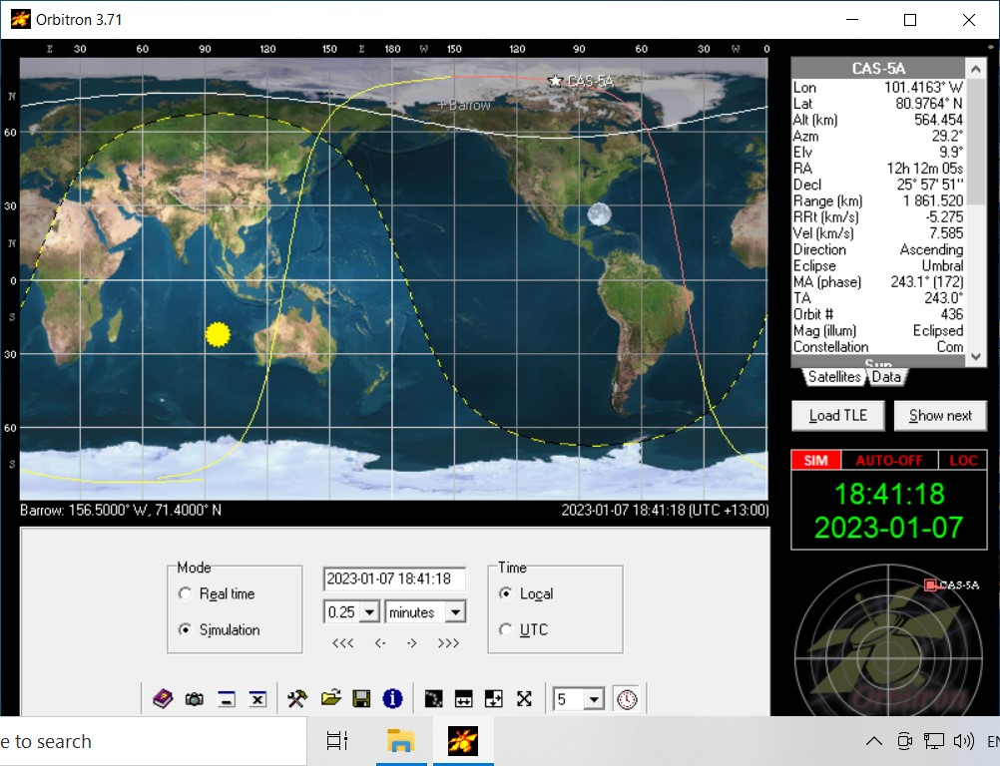 Orbitron 3.71
E 30 60 90 120 150 E 180 W 150 120 90 60 30 W 0
N
60
30
N
0
S
30
60
S
CAS-5A
Barrow
Barrow: 156.5000° W, 71.4000° N
2023-01-07 18:41:18 (UTC +13:00)
CAS-5A
Lon 101.4163° W
Lat 80.9764° N
Alt (km) 564.454
Azm 29.2°
Elv 9.9°
RA 12h 12m 05s
Decl 25° 57' 51"
Range (km) 1 861.520
RRt (km/s) -5.275
Vel (km/s) 7.585
Direction Ascending
Eclipse Umbral
MA (phase) 243.1° (172)
TA 243.0°
Orbit # 436
Mag (illum) Eclipsed
Constellation Com
Sun
Satellites Data
Load TLE Show next
SIM AUTO-OFF LOC
18:41:18
2023-01-07
CAS-5A
Orbitron
Mode
Real time
Simulation
2023-01-07 18:41:18
0.25 minutes
<<< <- -> >>>
Time
Local
UTC
5
e to search
EN